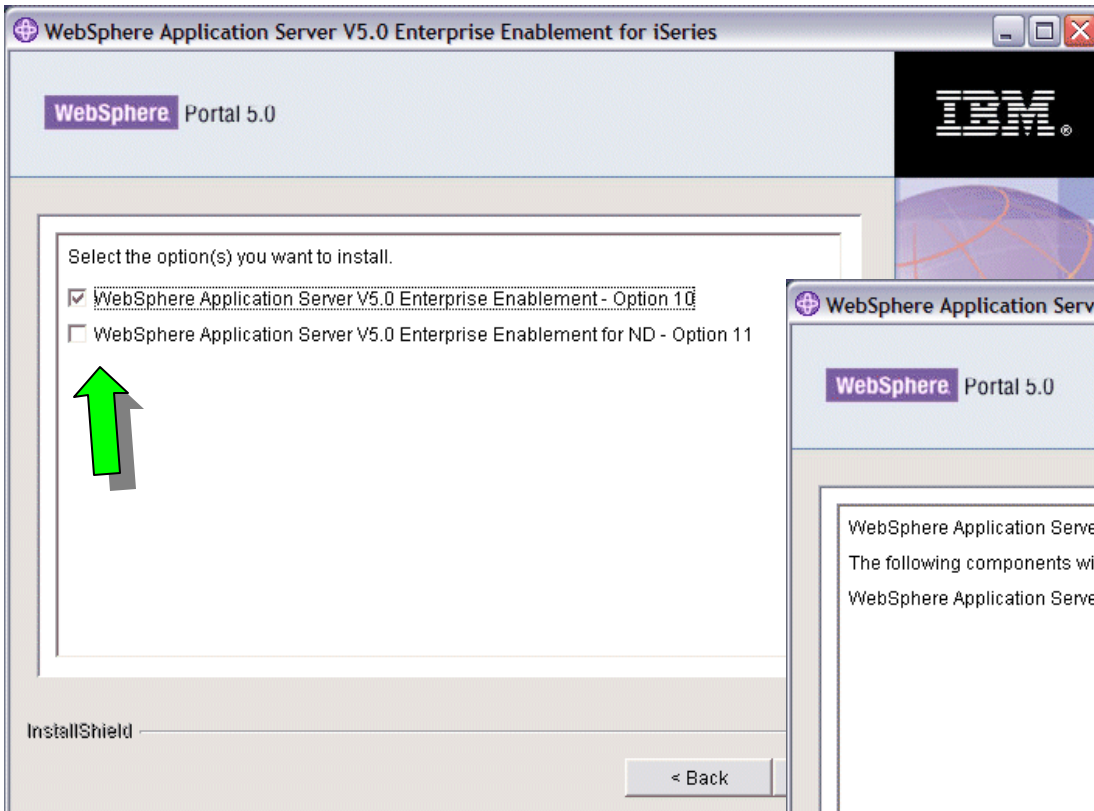 WebSphere Application Server V5.0 Enterprise Enablement for iSeries
WebSphere Portal 5.0
IBM®
Select the option(s) you want to install.
WebSphere Application Server V5.0 Enterprise Enablement - Option 10
WebSphere Application Server V5.0 Enterprise Enablement for ND - Option 11
InstallShield
< Back
WebSphere Application Serv
WebSphere Portal 5.0
WebSphere Application Serve
The following components wi
WebSphere Application Serve